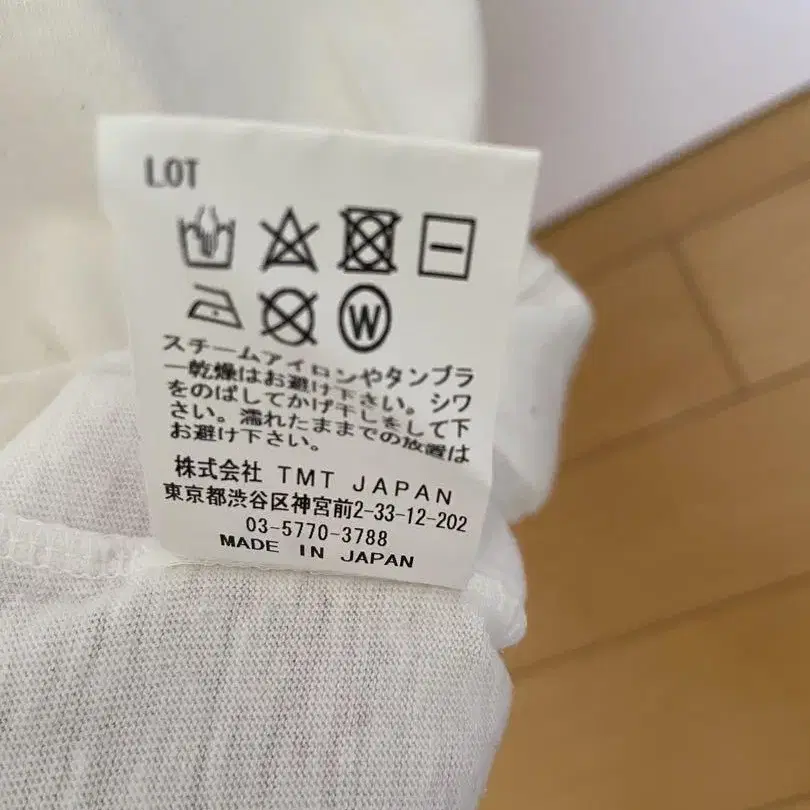 LOT
W
スチームアイロンやタンブラ
ー乾燥はお避け下さい。シワ
をのばしてかげ干しをして下
さい。濡れたままでの放置は
お避け下さい。
株式会社 TMT JAPAN
東京都渋谷区神宮前2-33-12-202
03-5770-3788
MADE IN JAPAN